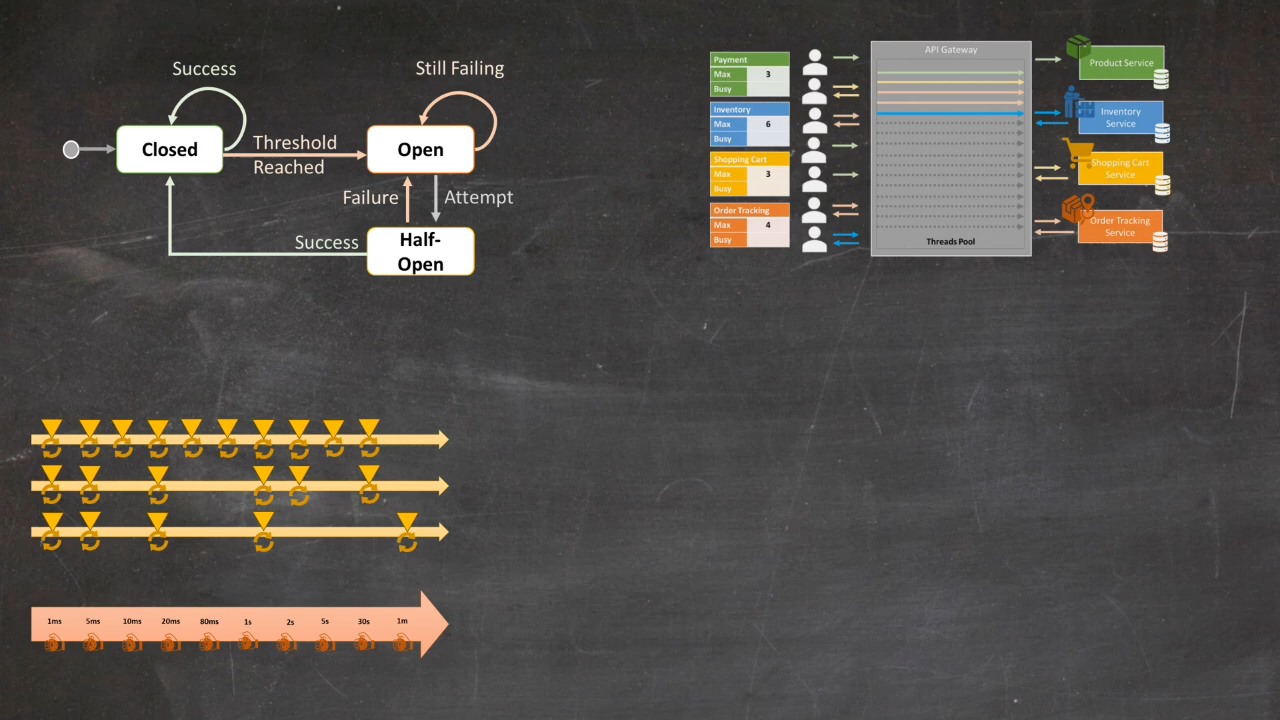 Success
Still Failing
Closed
Threshold
Reached
Open
Failure
Attempt
Success
Half-
Open
API Gateway
Payment
Max 3
Busy
Inventory
Max 6
Busy
Shopping Cart
Max 3
Busy
Order Tracking
Max 4
Busy
Threads Pool
Product Service
Inventory
Service
Shopping Cart
Service
Order Tracking
Service
1ms 5ms 10ms 20ms 80ms 1s 2s 5s 30s 1m